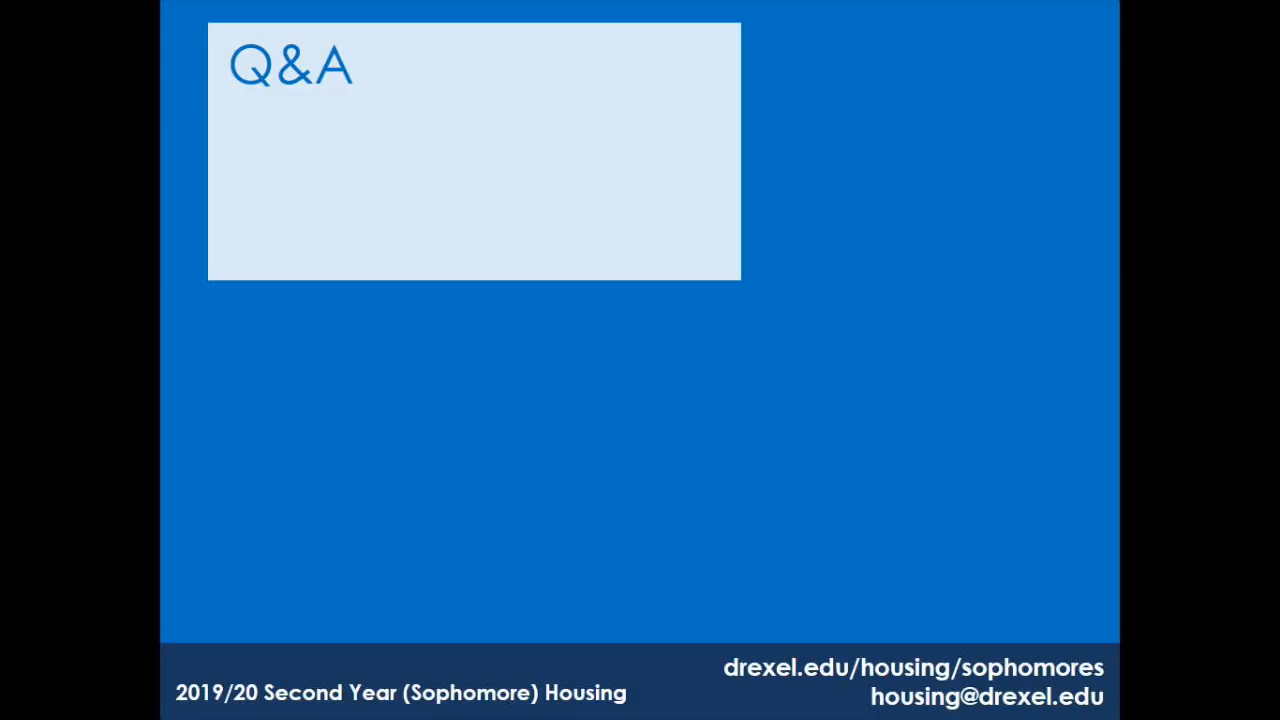 Q&A
drexel.edu/housing/sophomores
2019/20 Second Year (Sophomore) Housing
housing@drexel.edu